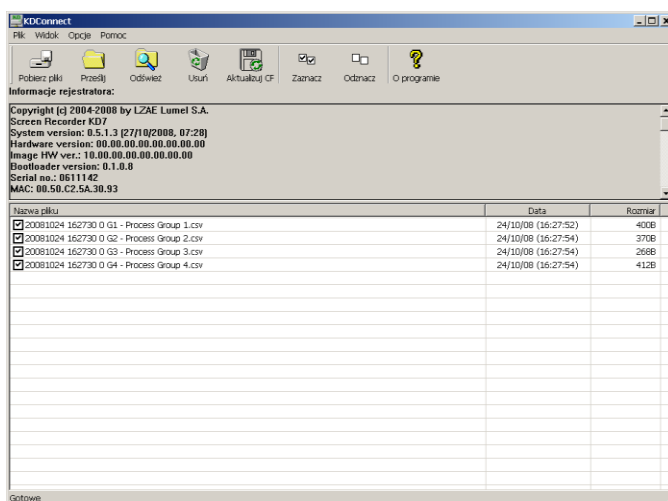 KDConnect
Plik Widok Opcje Pomoc
Pobierz pliki Prześlij Odśwież Usuń Aktualizuj CF Zaznacz Odznacz O programie
Informacje rejestratora:
Copyright (c) 2004-2008 by LZAE Lumel S.A.
Screen Recorder KD7
System version: 0.5.1.3 (27/10/2008, 07:28)
Hardware version: 00.00.00.00.00.00.00.00
Image HW ver.: 10.00.00.00.00.00.00.00
Bootloader version: 0.1.0.8
Serial no.: 0611142
MAC: 00.50.C2.5A.30.93
Nazwa pliku Data Rozmiar
20081024 162730 0 G1 - Process Group 1.csv 24/10/08 (16:27:52) 400B
20081024 162730 0 G2 - Process Group 2.csv 24/10/08 (16:27:54) 370B
20081024 162730 0 G3 - Process Group 3.csv 24/10/08 (16:27:54) 268B
20081024 162730 0 G4 - Process Group 4.csv 24/10/08 (16:27:54) 412B
Gotowe